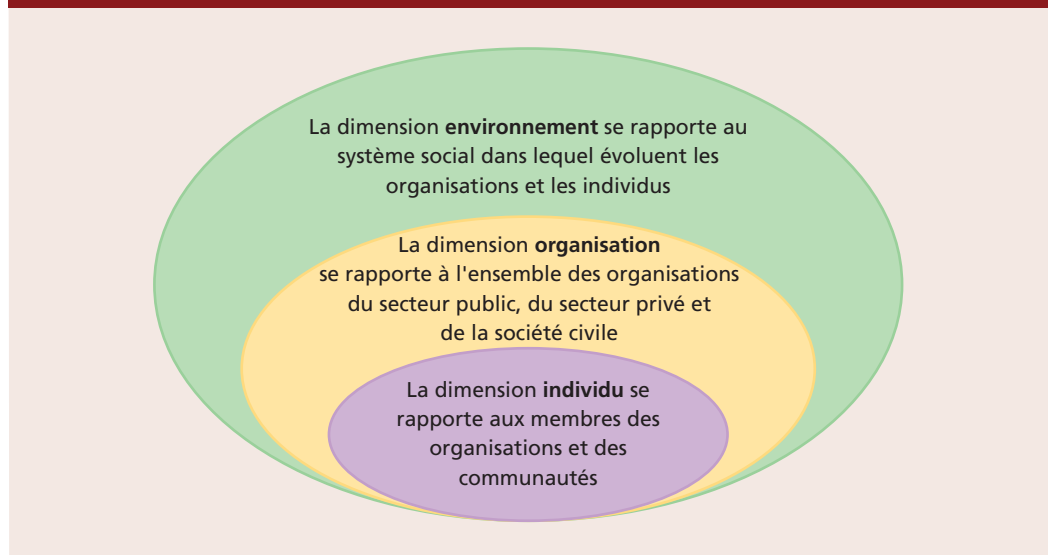 La dimension environnement se rapporte au
système social dans lequel évoluent les
organisations et les individus
La dimension organisation
se rapporte à l'ensemble des organisations
du secteur public, du secteur privé et
de la société civile
La dimension individu se
rapporte aux membres des
organisations et des
communautés